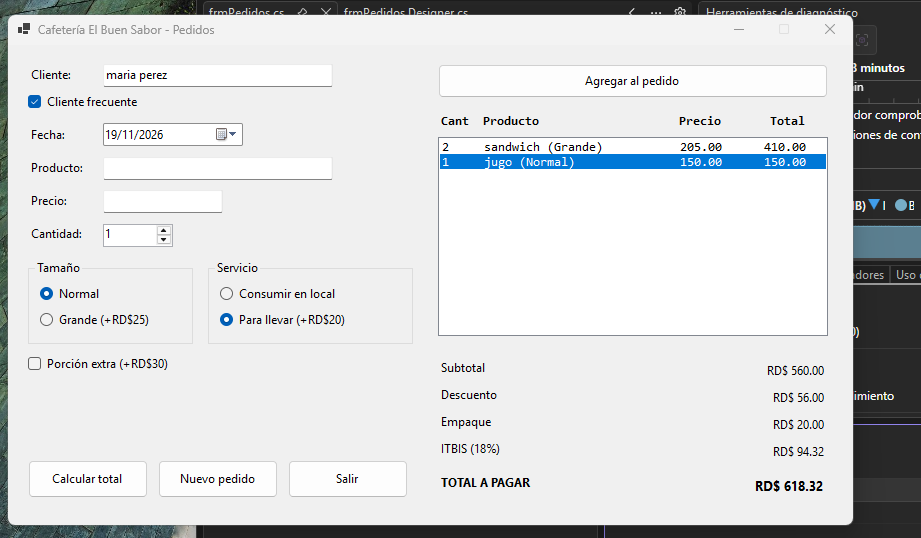 frmPedidos.cs
frmPedidos.Designer.cs
Herramientas de diagnóstico
Cafetería El Buen Sabor - Pedidos
Cliente: maria perez
Cliente frecuente
Fecha: 19/11/2026
Producto:
Precio:
Cantidad: 1
Tamaño
Normal
Grande (+RD$25)
Servicio
Consumir en local
Para llevar (+RD$20)
Porción extra (+RD$30)
Calcular total
Nuevo pedido
Salir
Agregar al pedido
Cant Producto Precio Total
2 sandwich (Grande) 205.00 410.00
1 jugo (Normal) 150.00 150.00
Subtotal RD$ 560.00
Descuento RD$ 56.00
Empaque RD$ 20.00
ITBIS (18%) RD$ 94.32
TOTAL A PAGAR RD$ 618.32
minutos
Uso